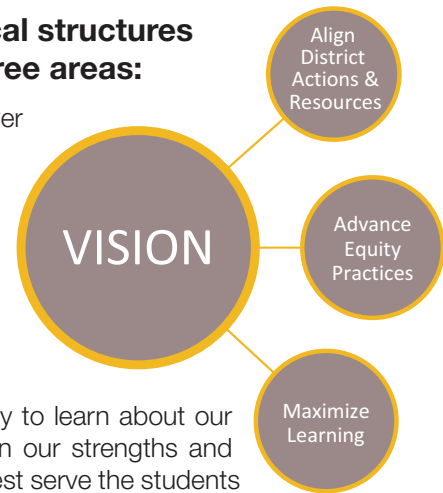 cal structures
ree areas:
er
VISION
Align
District
Actions &
Resources
Advance
Equity
Practices
Maximize
Learning
y to learn about our
n our strengths and
est serve the students